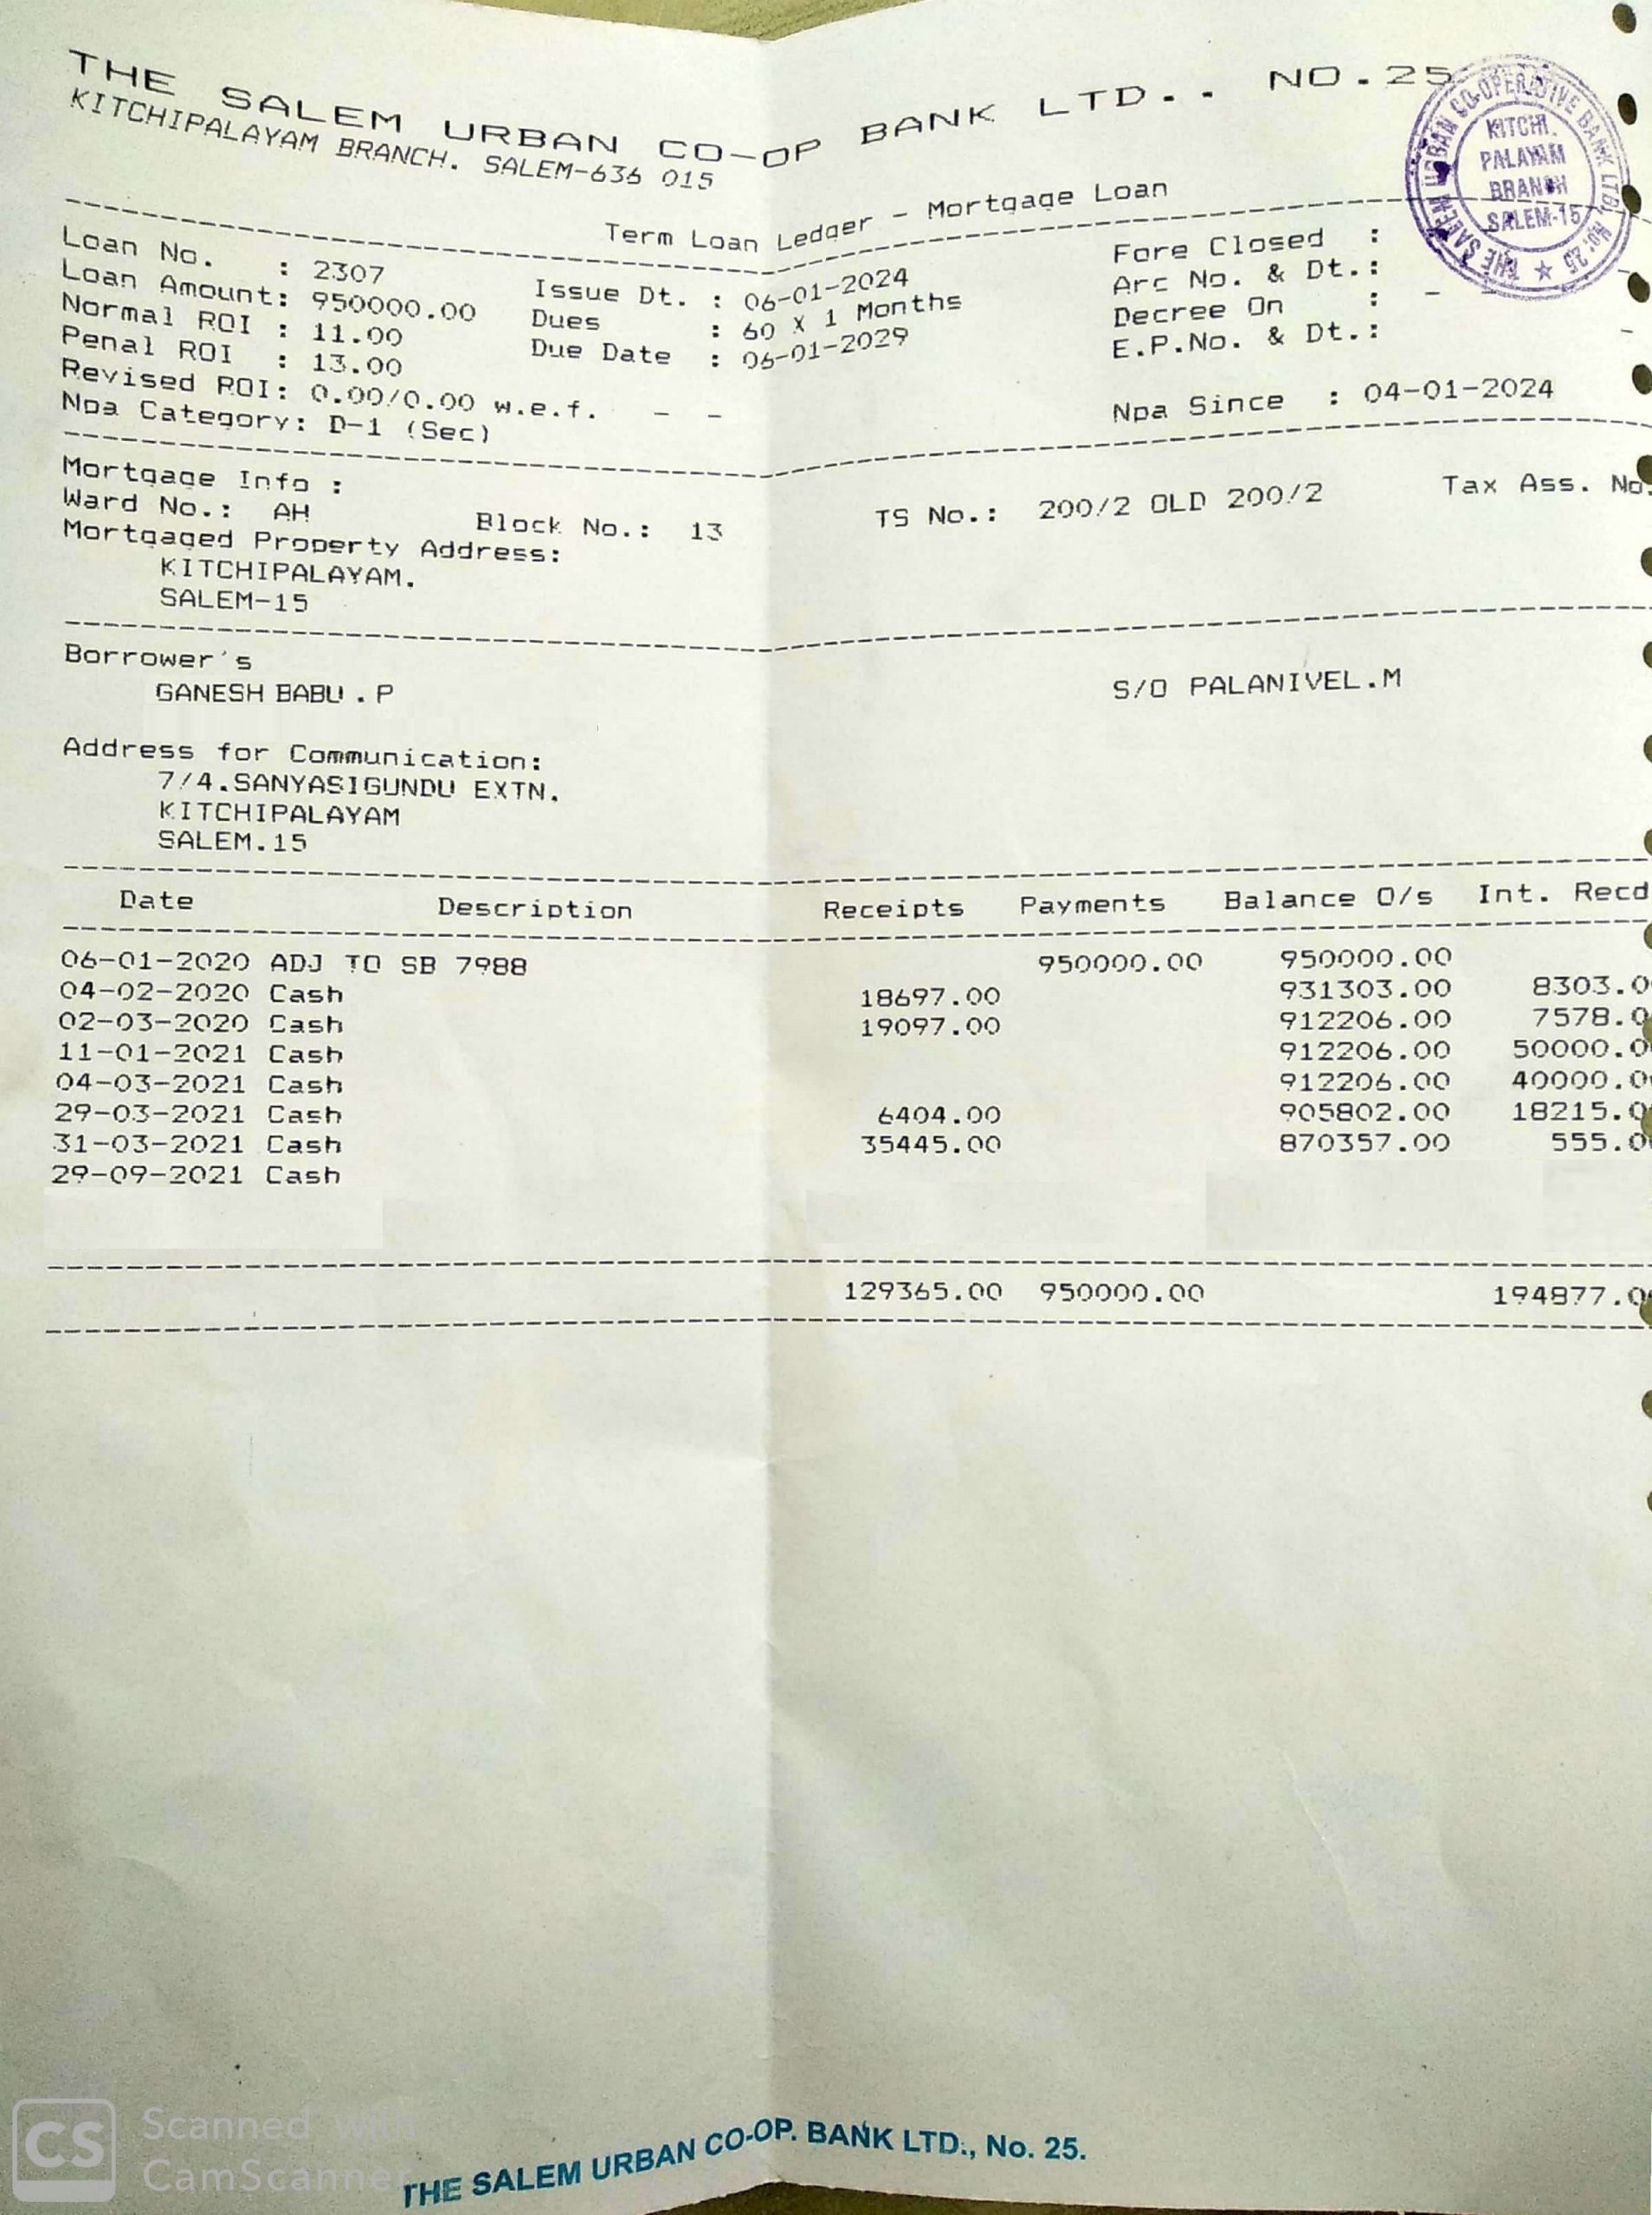 THE SALEM URBAN CO-OP BANK LTD.. NO.25
KITCHIPALAYAM BRANCH. SALEM-636 015
THE SALEM URBAN CO-OPERATIVE BANK LTD. No: 25 ★
KITCHI.
PALAYAM
BRANCH
SALEM-15
Term Loan Ledger - Mortgage Loan
Loan No. : 2307 Issue Dt. : 06-01-2024 Fore Closed :
Loan Amount: 950000.00 Dues : 60 X 1 Months Arc No. & Dt.:
Normal ROI : 11.00 Due Date : 06-01-2029 Decree On : - -
Penal ROI : 13.00 E.P.No. & Dt.: -
Revised ROI: 0.00/0.00 w.e.f. - -
Npa Category: D-1 (Sec) Npa Since : 04-01-2024
Mortgage Info :
Ward No.: AH Block No.: 13 TS No.: 200/2 OLD 200/2 Tax Ass. No.
Mortgaged Property Address:
KITCHIPALAYAM.
SALEM-15
Borrower's
GANESH BABU . P S/O PALANIVEL.M
Address for Communication:
7/4.SANYASIGUNDU EXTN.
KITCHIPALAYAM
SALEM.15
Date Description Receipts Payments Balance O/s Int. Recd
06-01-2020 ADJ TO SB 7988 950000.00 950000.00
04-02-2020 Cash 18697.00 931303.00 8303.0
02-03-2020 Cash 19097.00 912206.00 7578.0
11-01-2021 Cash 912206.00 50000.0
04-03-2021 Cash 912206.00 40000.0
29-03-2021 Cash 6404.00 905802.00 18215.0
31-03-2021 Cash 35445.00 870357.00 555.0
29-09-2021 Cash
129365.00 950000.00 194877.0
CS Scanned with
CamScanner
THE SALEM URBAN CO-OP. BANK LTD., No. 25.